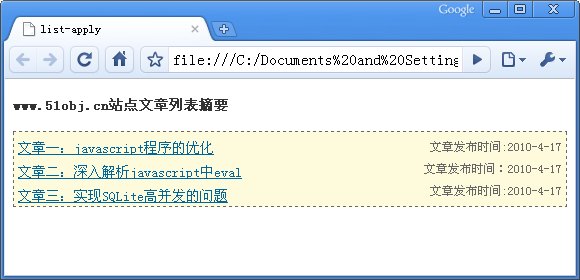 Google
list-apply
file:///C:/Documents%20and%20Setting
www.51obj.cn站点文章列表摘要
文章一：javascript程序的优化 文章发布时间:2010-4-17
文章二：深入解析javascript中eval 文章发布时间：2010-4-17
文章三：实现SQLite高并发的问题 文章发布时间:2010-4-17